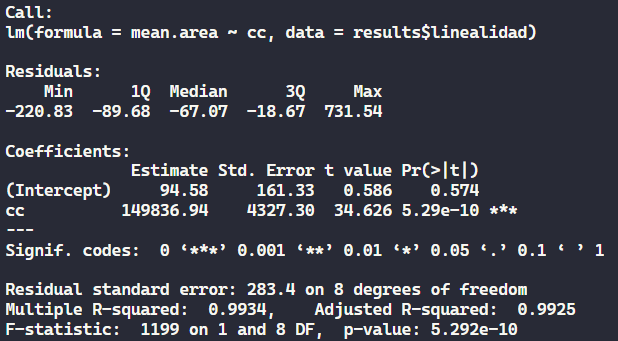 Call:
lm(formula = mean.area ~ cc, data = results$linealidad)
Residuals:
Min 1Q Median 3Q Max
-220.83 -89.68 -67.07 -18.67 731.54
Coefficients:
Estimate Std. Error t value Pr(>|t|)
(Intercept) 94.58 161.33 0.586 0.574
cc 149836.94 4327.30 34.626 5.29e-10 ***
---
Signif. codes: 0 ‘***’ 0.001 ‘**’ 0.01 ‘*’ 0.05 ‘.’ 0.1 ‘ ’ 1
Residual standard error: 283.4 on 8 degrees of freedom
Multiple R-squared: 0.9934, Adjusted R-squared: 0.9925
F-statistic: 1199 on 1 and 8 DF, p-value: 5.292e-10